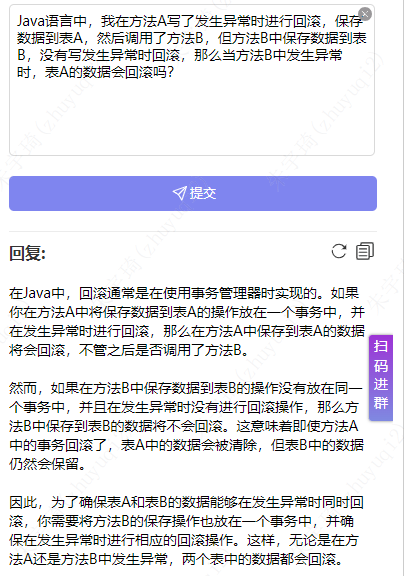 Java语言中，我在方法A写了发生异常时进行回滚，保存
数据到表A，然后调用了方法B，但方法B中保存数据到表
B，没有写发生异常时回滚，那么当方法B中发生异常
时，表A的数据会回滚吗？
提交
回复:
在Java中，回滚通常是在使用事务管理器时实现的。如果
你在方法A中将保存数据到表A的操作放在一个事务中，并
在发生异常时进行回滚，那么在方法A中保存到表A的数据
将会回滚，不管之后是否调用了方法B。
然而，如果在方法B中保存数据到表B的操作没有放在同一
个事务中，并且在发生异常时没有进行回滚操作，那么方
法B中保存到表B的数据将不会回滚。这意味着即使方法A
中的事务回滚了，表A中的数据会被清除，但表B中的数据
仍然会保留。
因此，为了确保表A和表B的数据能够在发生异常时同时回
滚，你需要将方法B的保存操作也放在一个事务中，并确
保在发生异常时进行相应的回滚操作。这样，无论是在方
法A还是方法B中发生异常，两个表中的数据都会回滚。
扫码进群